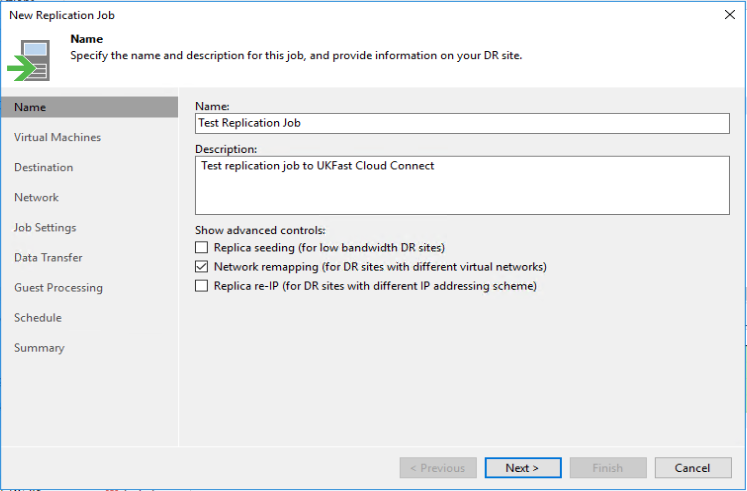 New Replication Job
Name
Specify the name and description for this job, and provide information on your DR site.
Name
Virtual Machines
Destination
Network
Job Settings
Data Transfer
Guest Processing
Schedule
Summary
Name:
Test Replication Job
Description:
Test replication job to UKFast Cloud Connect
Show advanced controls:
Replica seeding (for low bandwidth DR sites)
Network remapping (for DR sites with different virtual networks)
Replica re-IP (for DR sites with different IP addressing scheme)
< Previous
Next >
Finish
Cancel